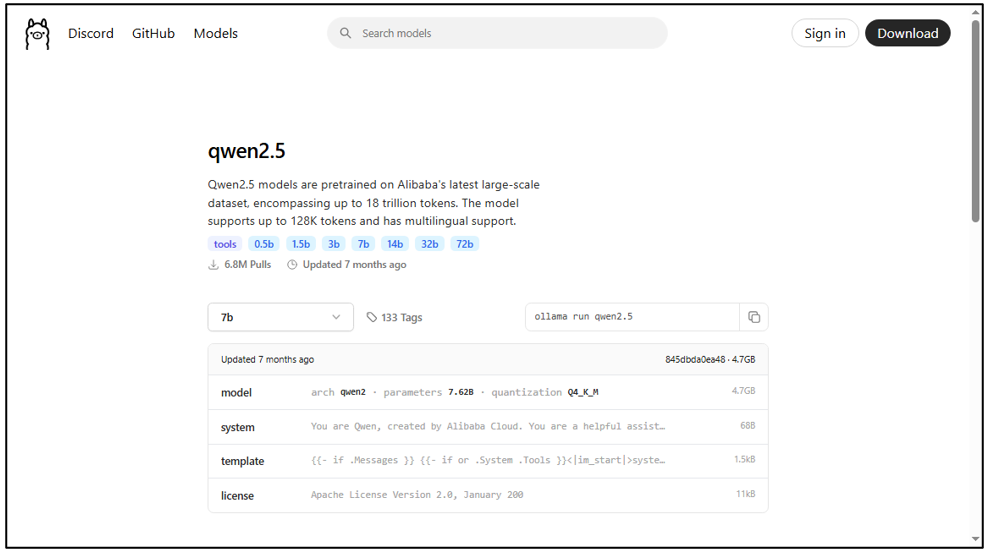 Discord GitHub Models Search models Sign in Download
qwen2.5
Qwen2.5 models are pretrained on Alibaba's latest large-scale
dataset, encompassing up to 18 trillion tokens. The model
supports up to 128K tokens and has multilingual support.
tools 0.5b 1.5b 3b 7b 14b 32b 72b
6.8M Pulls Updated 7 months ago
7b 133 Tags ollama run qwen2.5
Updated 7 months ago 845dbda0ea48 · 4.7GB
model arch qwen2 · parameters 7.62B · quantization Q4_K_M 4.7GB
system You are Qwen, created by Alibaba Cloud. You are a helpful assist… 68B
template {{- if .Messages }} {{- if or .System .Tools }}<|im_start|>syste… 1.5kB
license Apache License Version 2.0, January 200 11kB